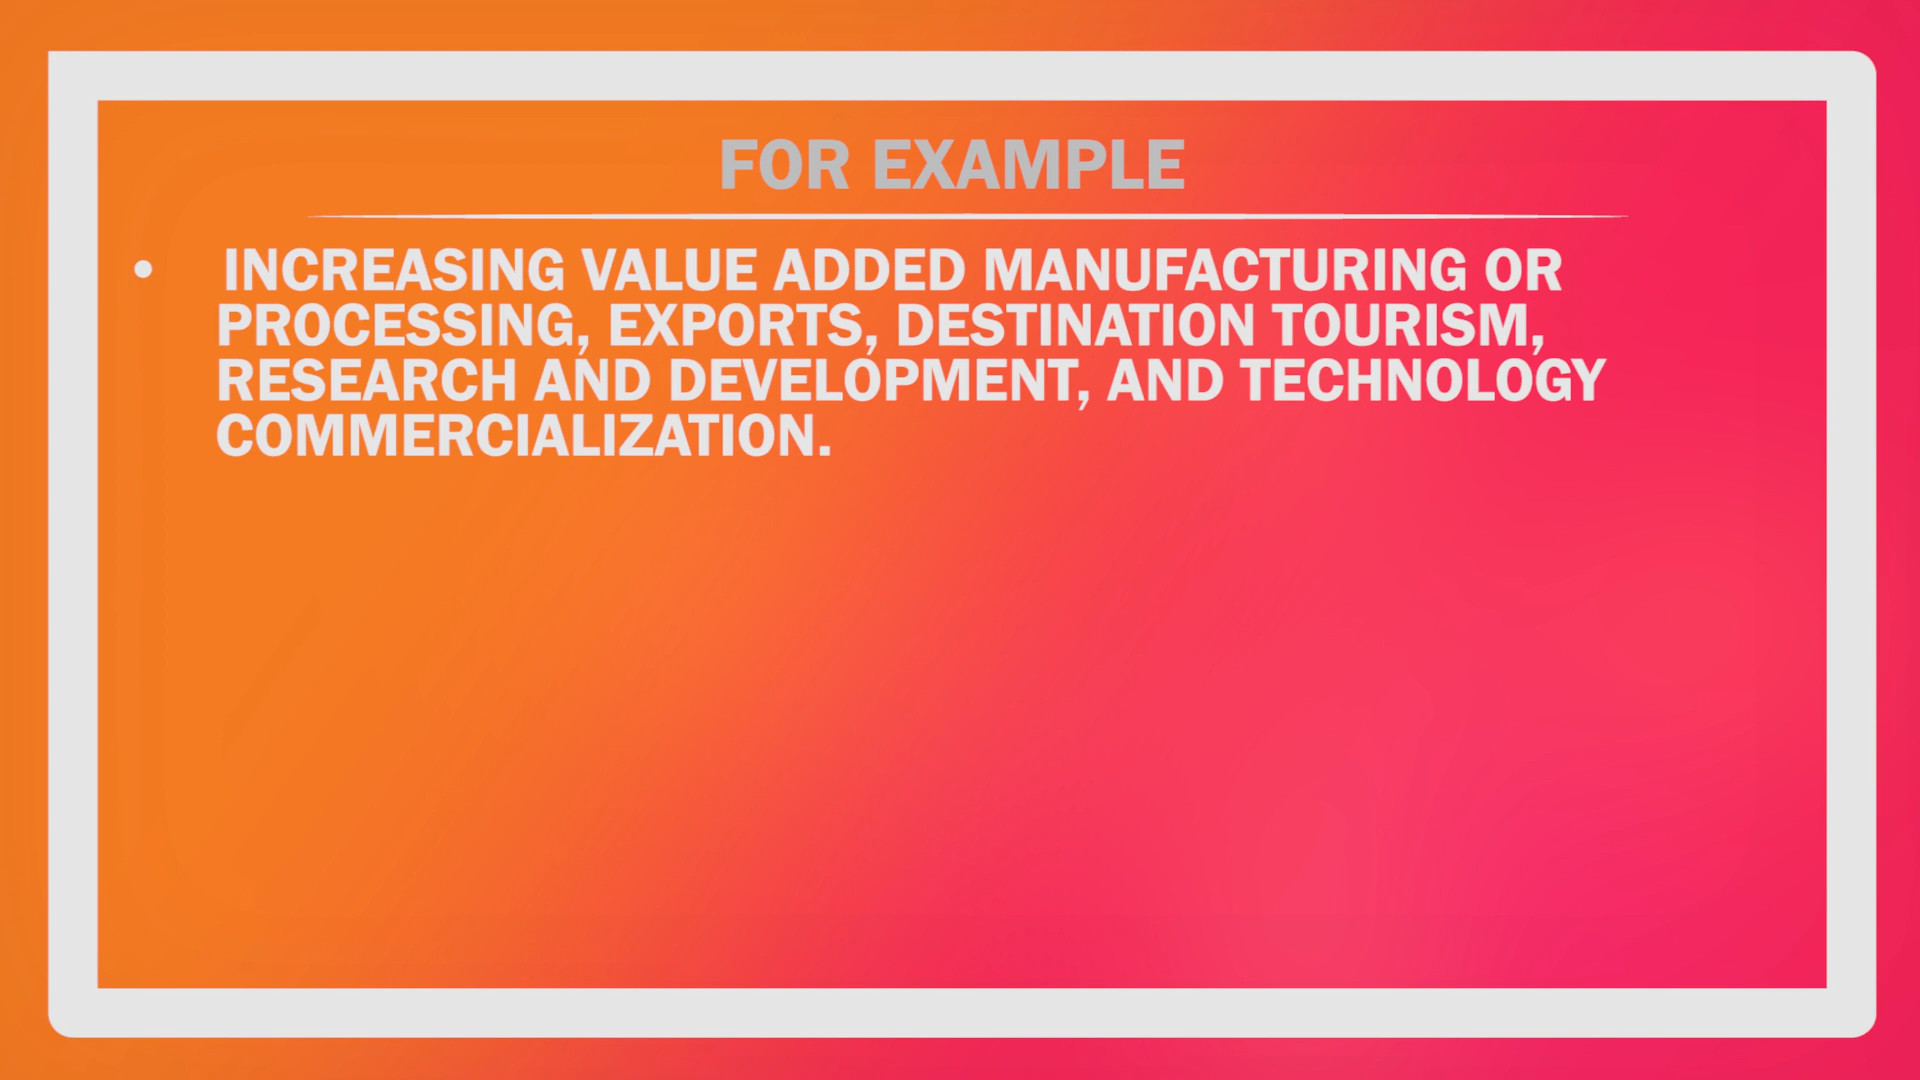 FOR EXAMPLE
• INCREASING VALUE ADDED MANUFACTURING OR
PROCESSING, EXPORTS, DESTINATION TOURISM,
RESEARCH AND DEVELOPMENT, AND TECHNOLOGY
COMMERCIALIZATION.